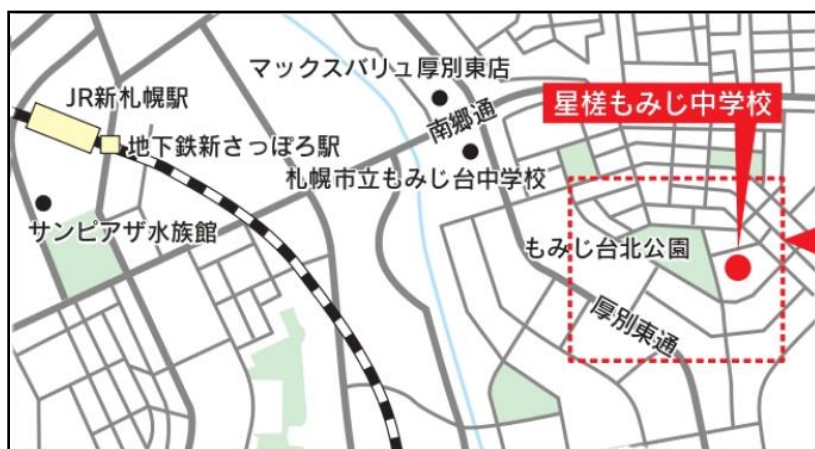 マックスバリュ厚別東店
JR新札幌駅
星槎もみじ中学校
南郷通
地下鉄新さっぽろ駅
札幌市立もみじ台中学校
サンピアザ水族館
もみじ台北公園
厚別東通